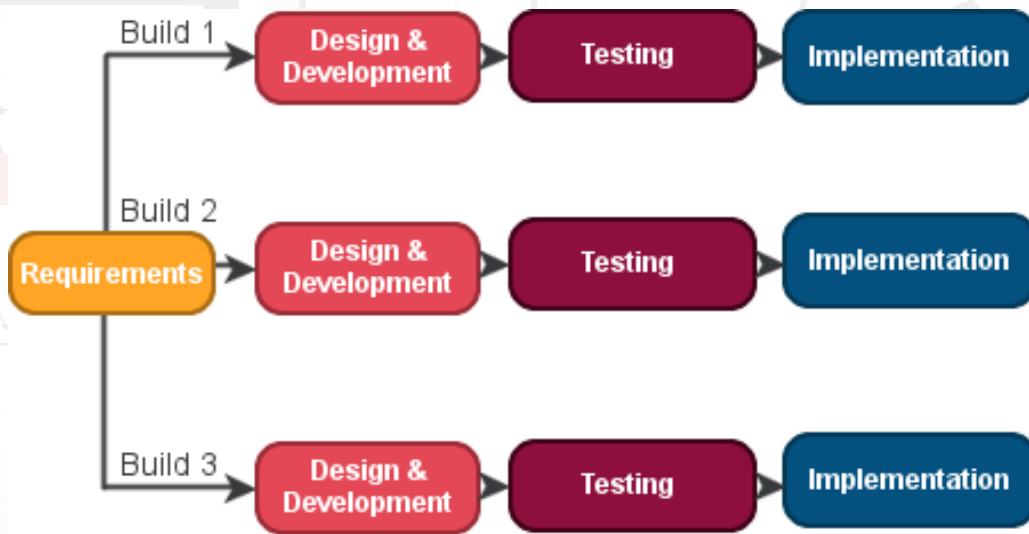 Build 1
Design &
Development
Testing
Implementation
Build 2
Requirements
Design &
Development
Testing
Implementation
Build 3
Design &
Development
Testing
Implementation